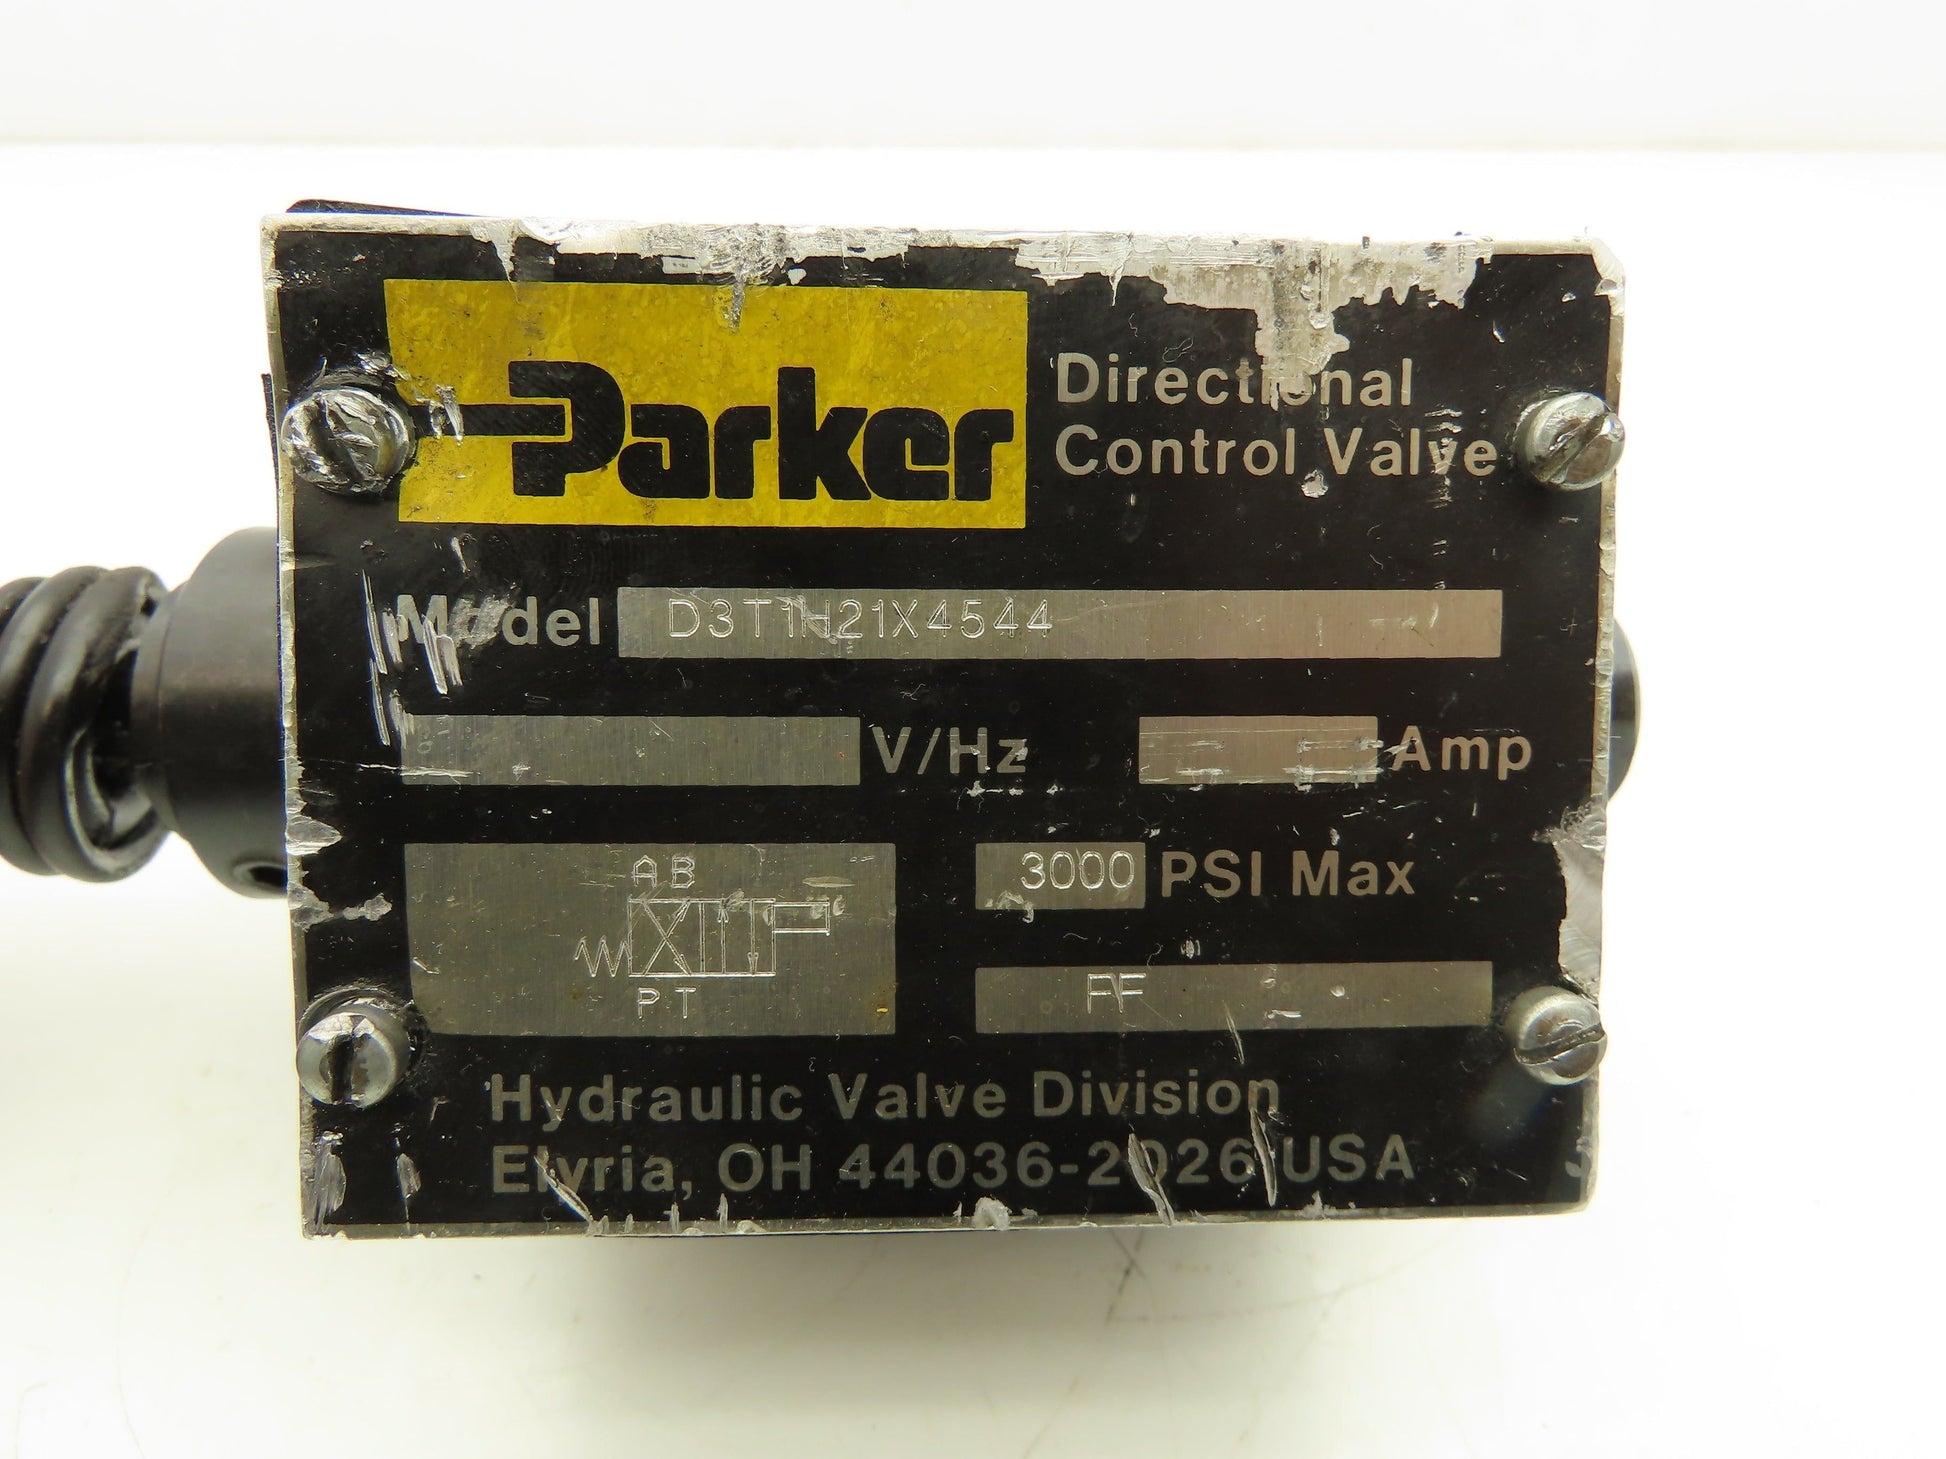 Parker
Directional
Control Valve
Model D3T1H21X4544
V/Hz
Amp
AB
PT
3000 PSI Max
FF
Hydraulic Valve Division
Elyria, OH 44036-2026 USA